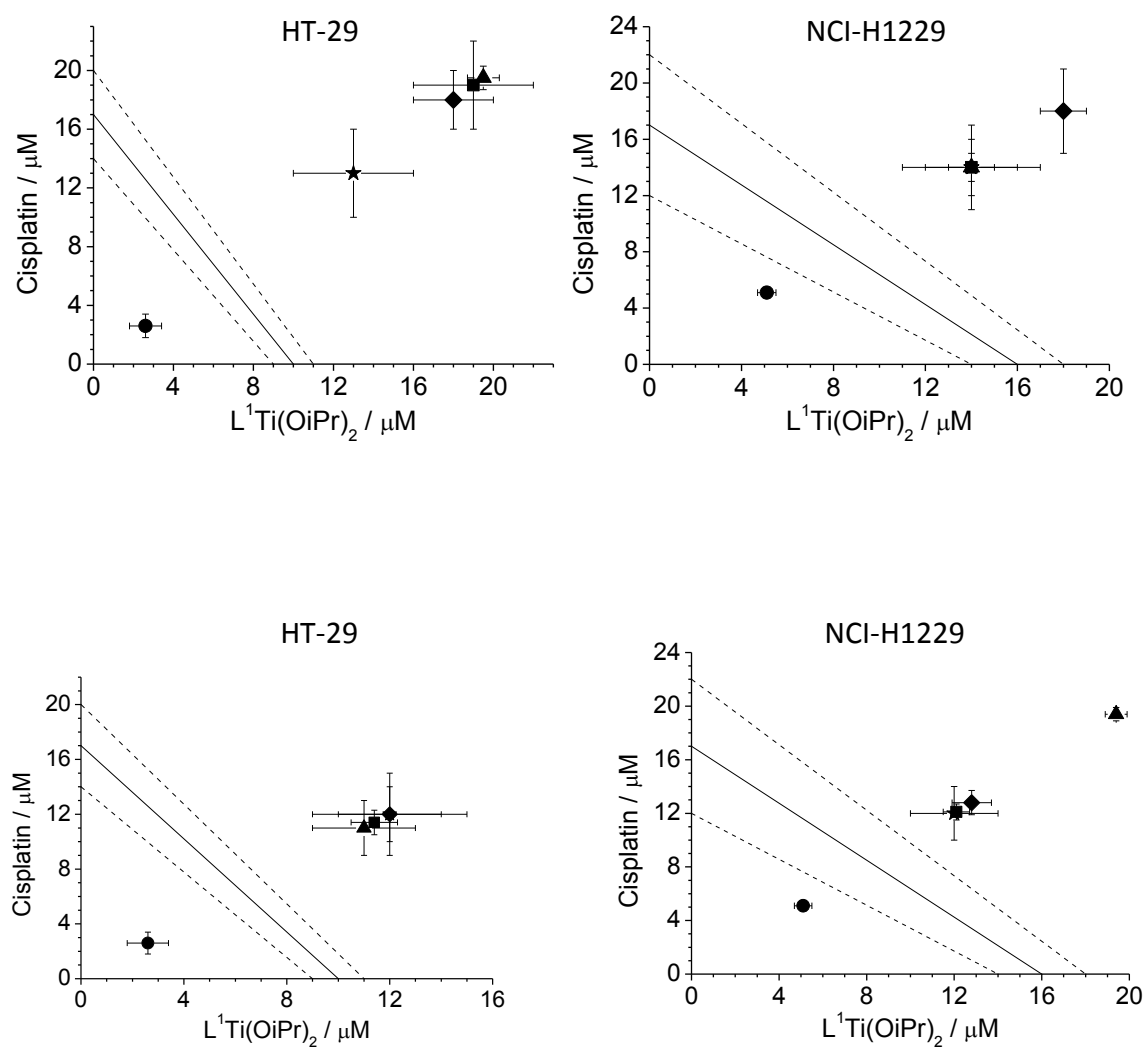 HT-29
20
16
12
8
4
0
Cisplatin / μM
0 4 8 12 16 20
L¹Ti(OiPr)₂ / μM
NCI-H1229
24
20
16
12
8
4
0
Cisplatin / μM
0 4 8 12 16 20
L¹Ti(OiPr)₂ / μM
HT-29
20
16
12
8
4
0
Cisplatin / μM
0 4 8 12 16
L¹Ti(OiPr)₂ / μM
NCI-H1229
24
20
16
12
8
4
0
Cisplatin / μM
0 4 8 12 16 20
L¹Ti(OiPr)₂ / μM